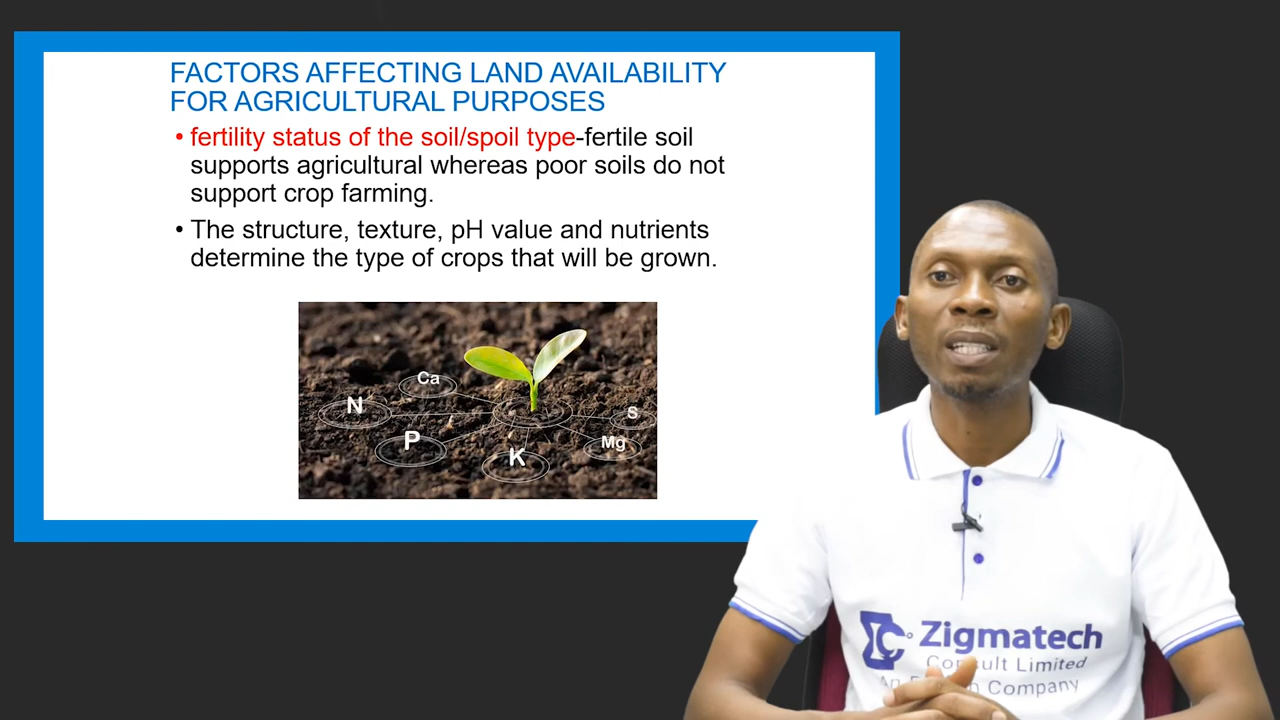 FACTORS AFFECTING LAND AVAILABILITY
FOR AGRICULTURAL PURPOSES
• fertility status of the soil/spoil type-fertile soil
supports agricultural whereas poor soils do not
support crop farming.
• The structure, texture, pH value and nutrients
determine the type of crops that will be grown.
Ca
N
S
P
Mg
K
Zigmatech
Consult Limited
An Company